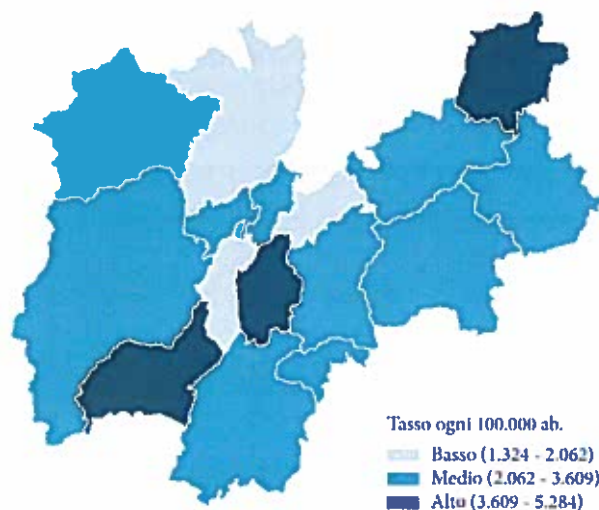 Tasso ogni 100.000 ab.
Basso (1.324 - 2.062)
Medio (2.062 - 3.609)
Alto (3.609 - 5.284)